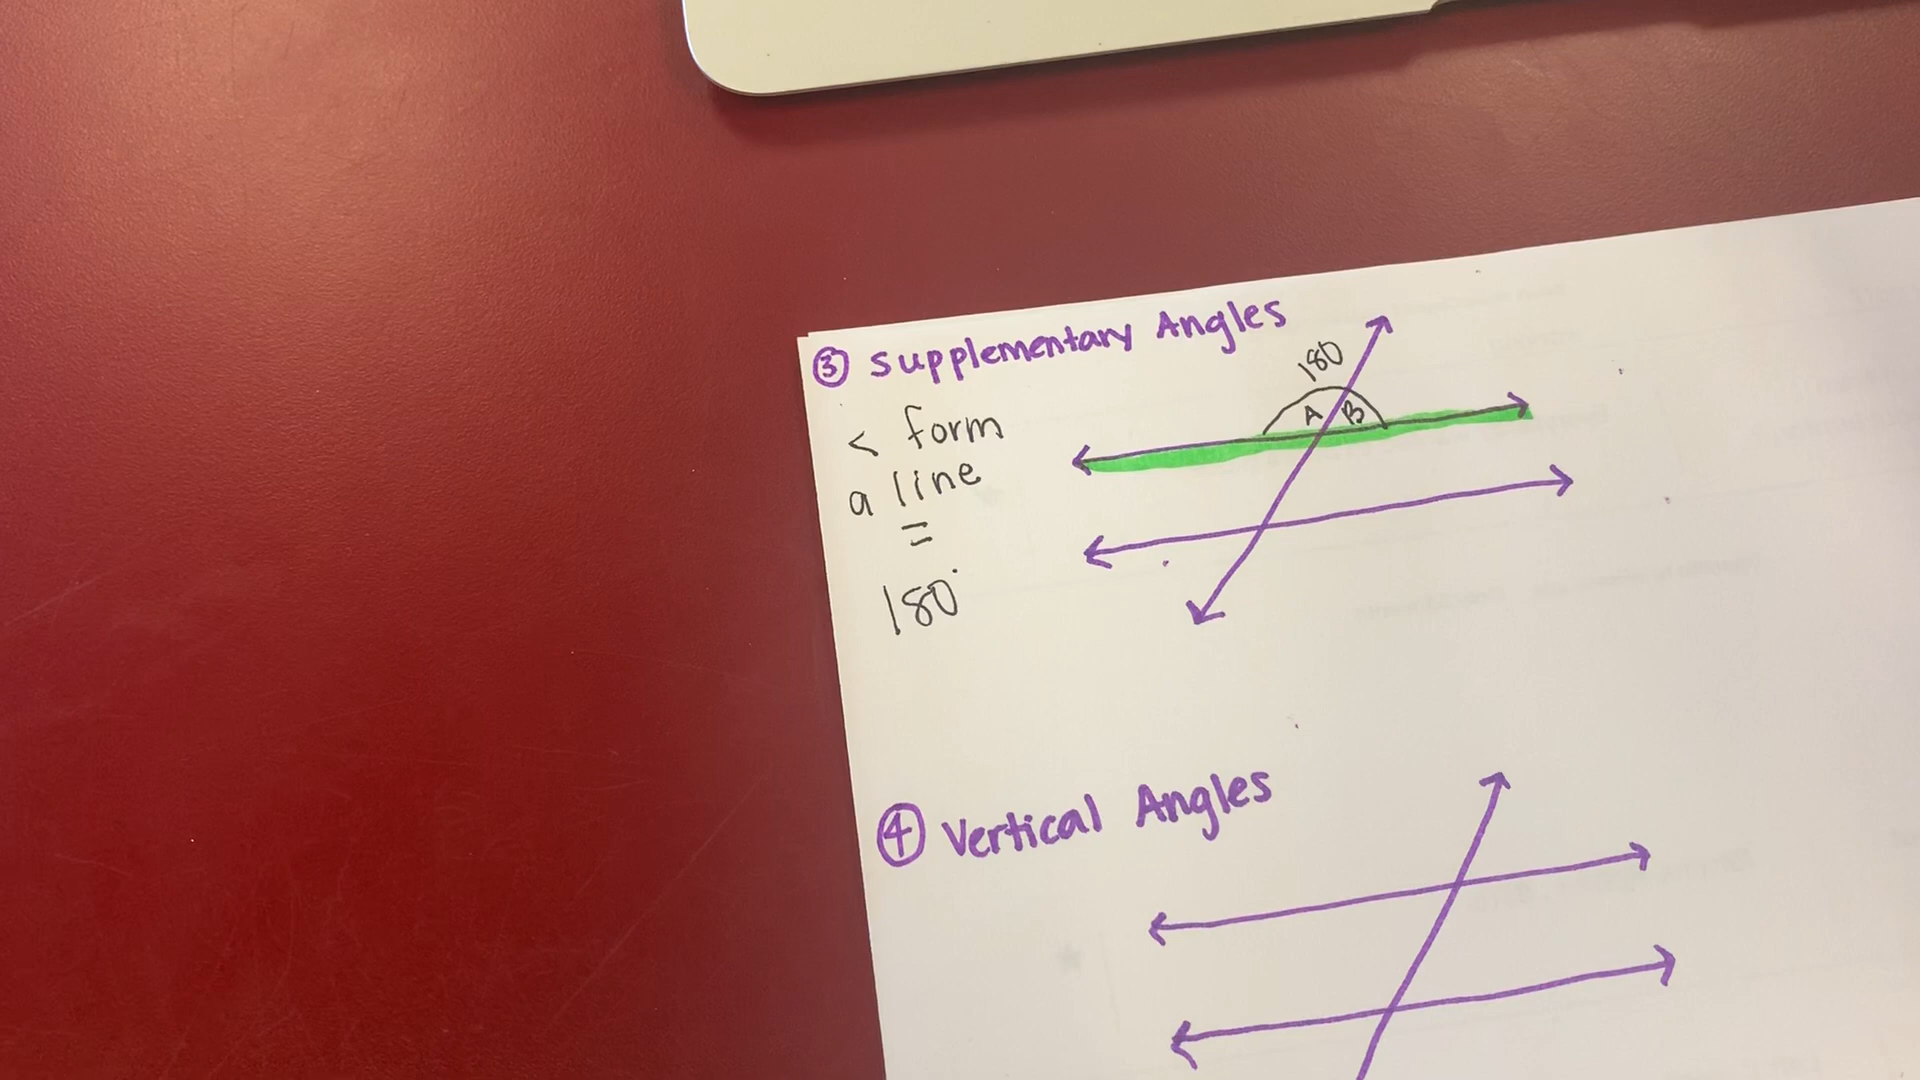 ③ Supplementary Angles
180
A B
< form
a line
=
180°
④ Vertical Angles